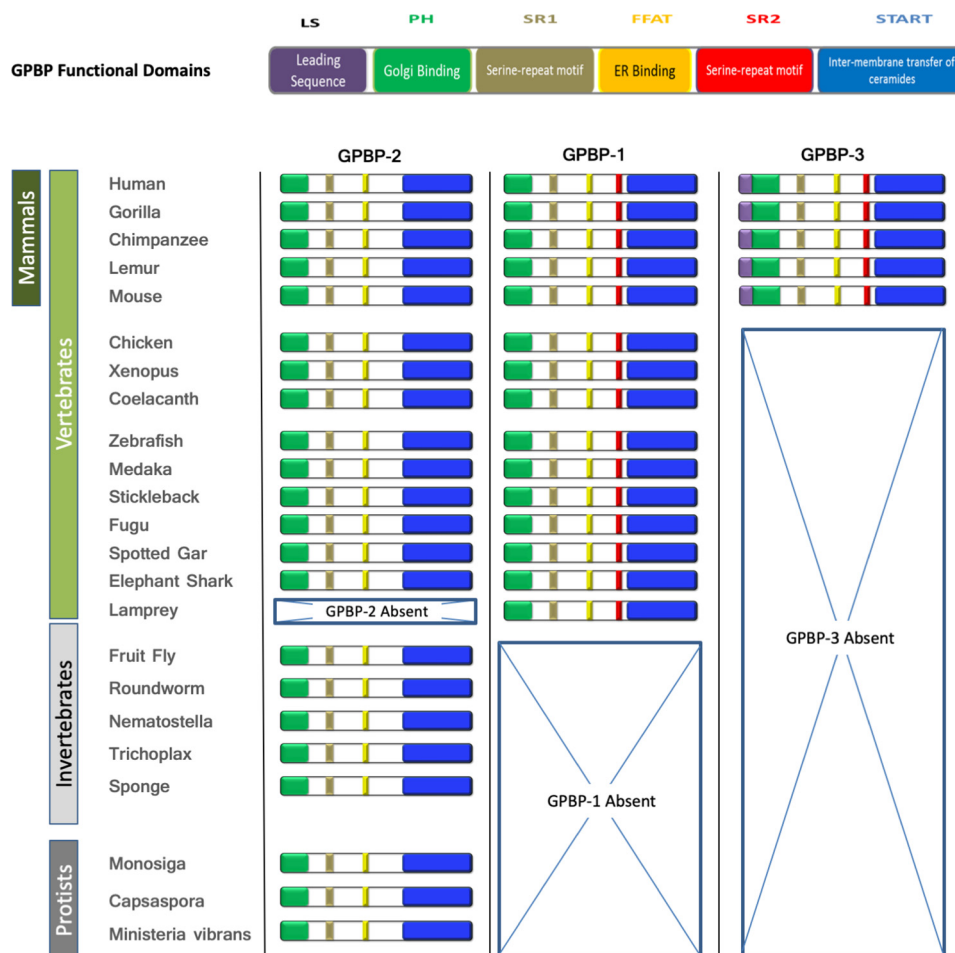 LS PH SR1 FFAT SR2 START
GPBP Functional Domains
Leading Sequence
Golgi Binding
Serine-repeat motif
ER Binding
Serine-repeat motif
Inter-membrane transfer of ceramides
GPBP-2 GPBP-1 GPBP-3
Mammals
Vertebrates
Human
Gorilla
Chimpanzee
Lemur
Mouse
Chicken
Xenopus
Coelacanth
Zebrafish
Medaka
Stickleback
Fugu
Spotted Gar
Elephant Shark
Lamprey
GPBP-2 Absent
GPBP-3 Absent
Invertebrates
Fruit Fly
Roundworm
Nematostella
Trichoplax
Sponge
GPBP-1 Absent
Protists
Monosiga
Capsaspora
Ministeria vibrans